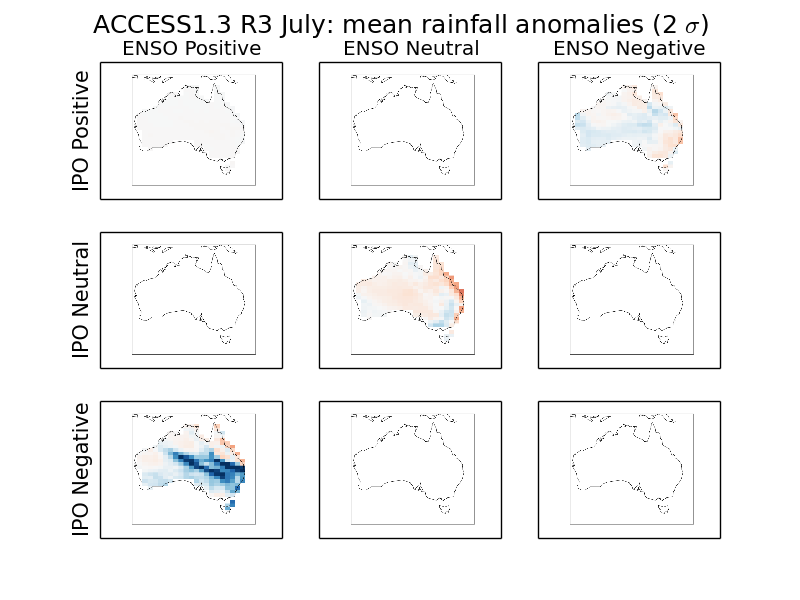 ACCESS1.3 R3 July: mean rainfall anomalies (2 σ)
ENSO Positive ENSO Neutral ENSO Negative
IPO Positive
IPO Neutral
IPO Negative